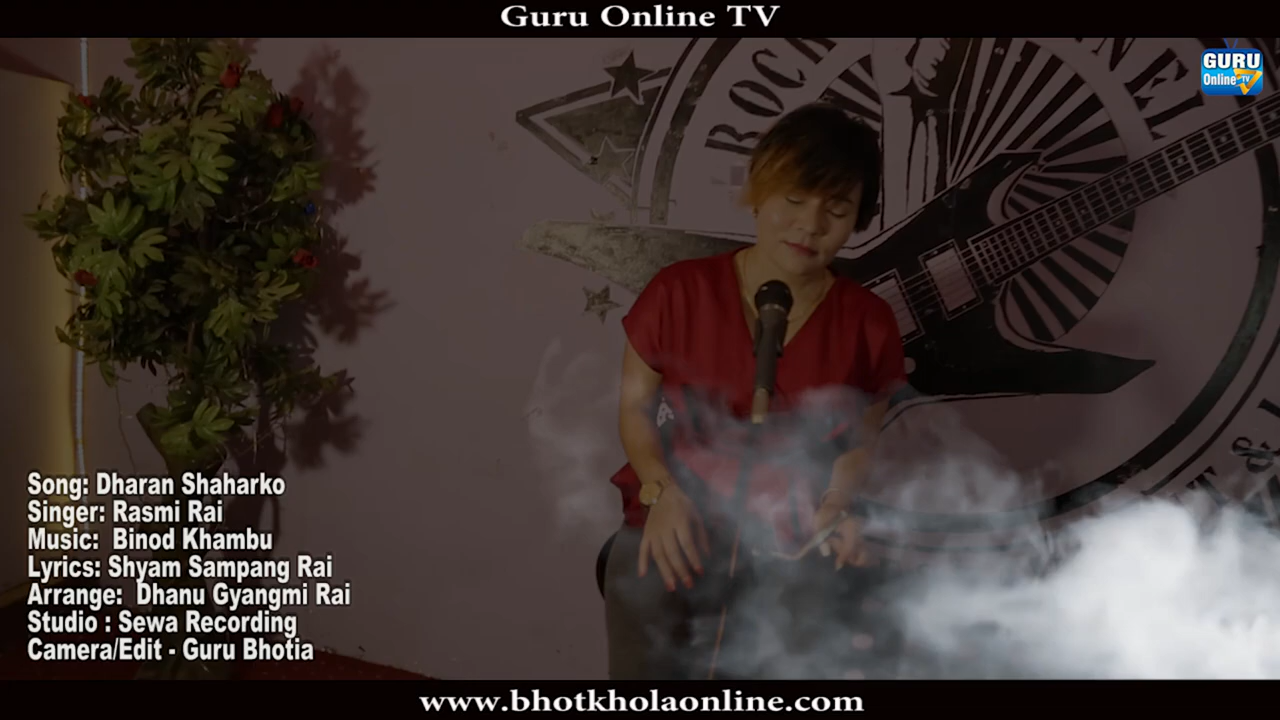 Guru Online TV
GURU
Online TV
ROCK
Song: Dharan Shaharko
Singer: Rasmi Rai
Music: Binod Khambu
Lyrics: Shyam Sampang Rai
Arrange: Dhanu Gyangmi Rai
Studio : Sewa Recording
Camera/Edit - Guru Bhotia
www.bhotkholaonline.com